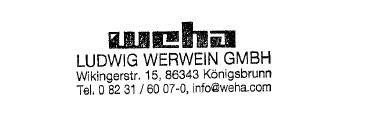 weha
LUDWIG WERWEIN GMBH
Wikingerstr. 15, 86343 Königsbrunn
Tel. 0 82 31 / 60 07-0, info@weha.com